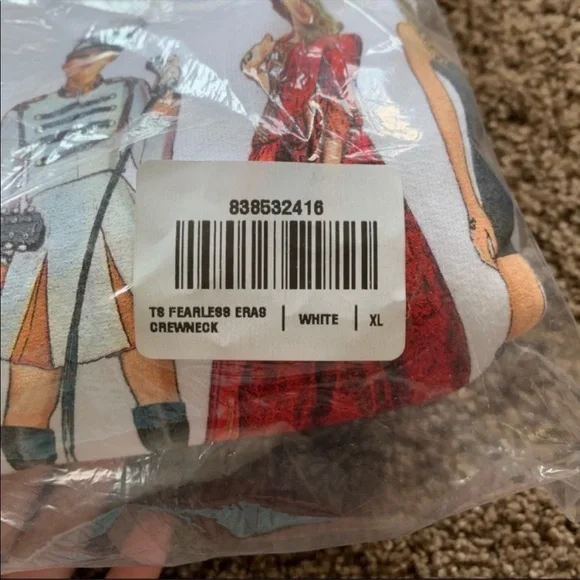 838532416
TS FEARLESS ERAS | WHITE | XL
CREWNECK